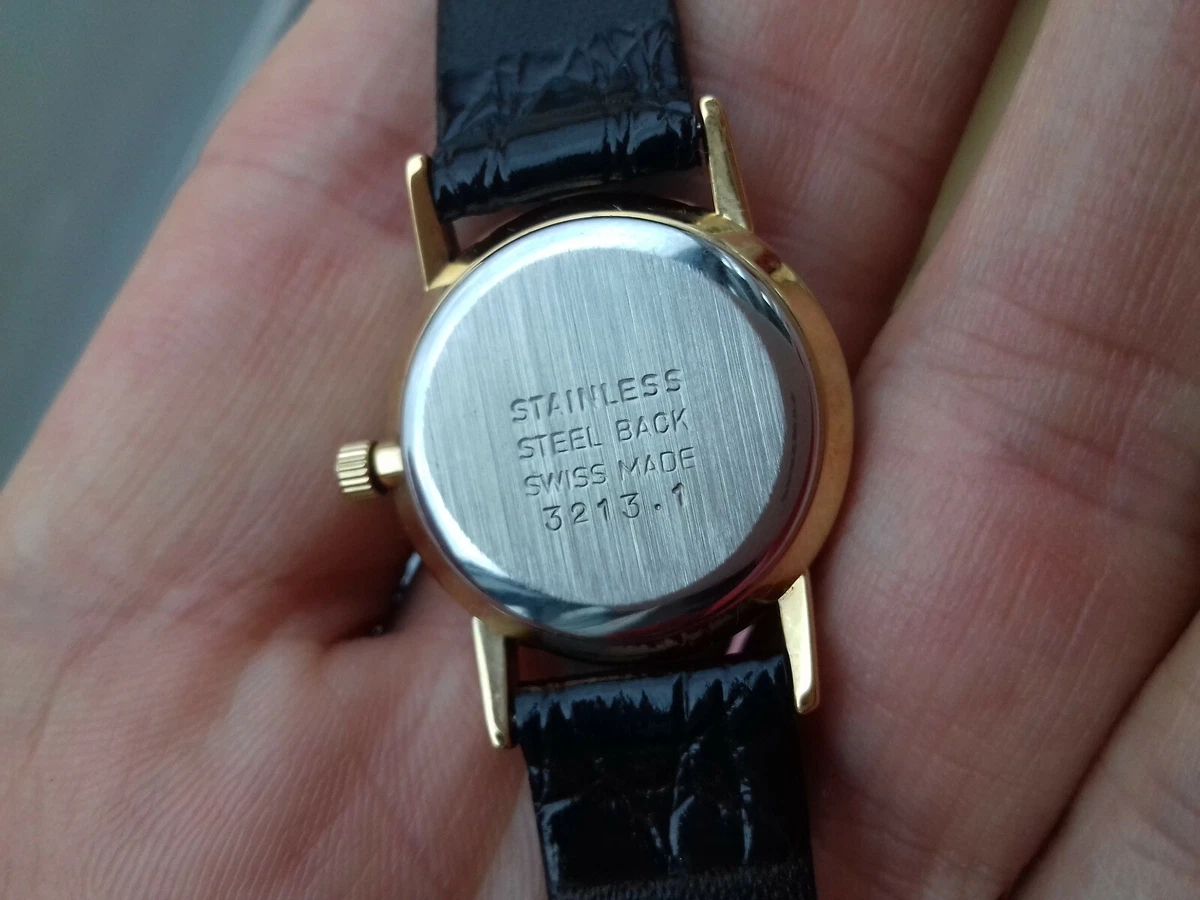 STAINLESS
STEEL BACK
SWISS MADE
3213.1